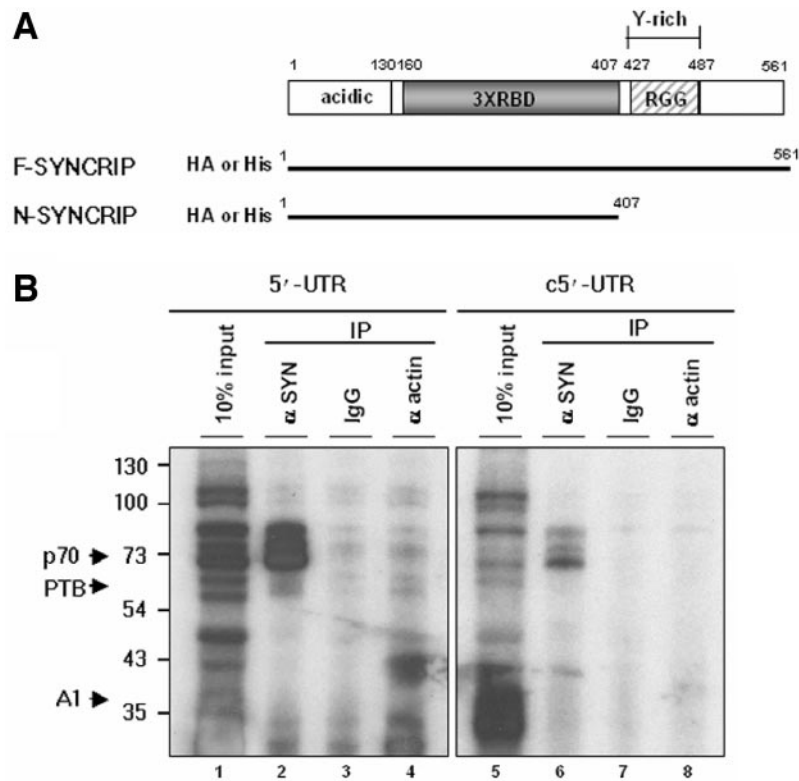 A
Y-rich
1 130 160 407 427 487 561
acidic 3XRBD RGG
F-SYNCRIP HA or His 1 561
N-SYNCRIP HA or His 1 407
B
5′-UTR c5′-UTR
IP IP
10% input α SYN IgG α actin 10% input α SYN IgG α actin
130
100
p70 73
PTB
54
43
A1
35
1 2 3 4 5 6 7 8